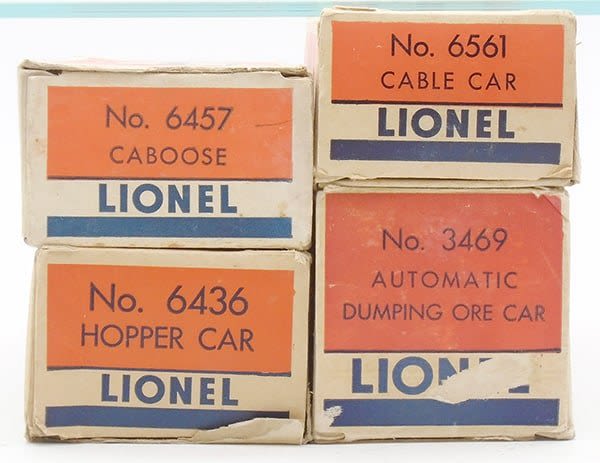 No. 6457
CABOOSE
LIONEL
No. 6561
CABLE CAR
LIONEL
No. 6436
HOPPER CAR
LIONEL
No. 3469
AUTOMATIC
DUMPING ORE CAR
LIONEL